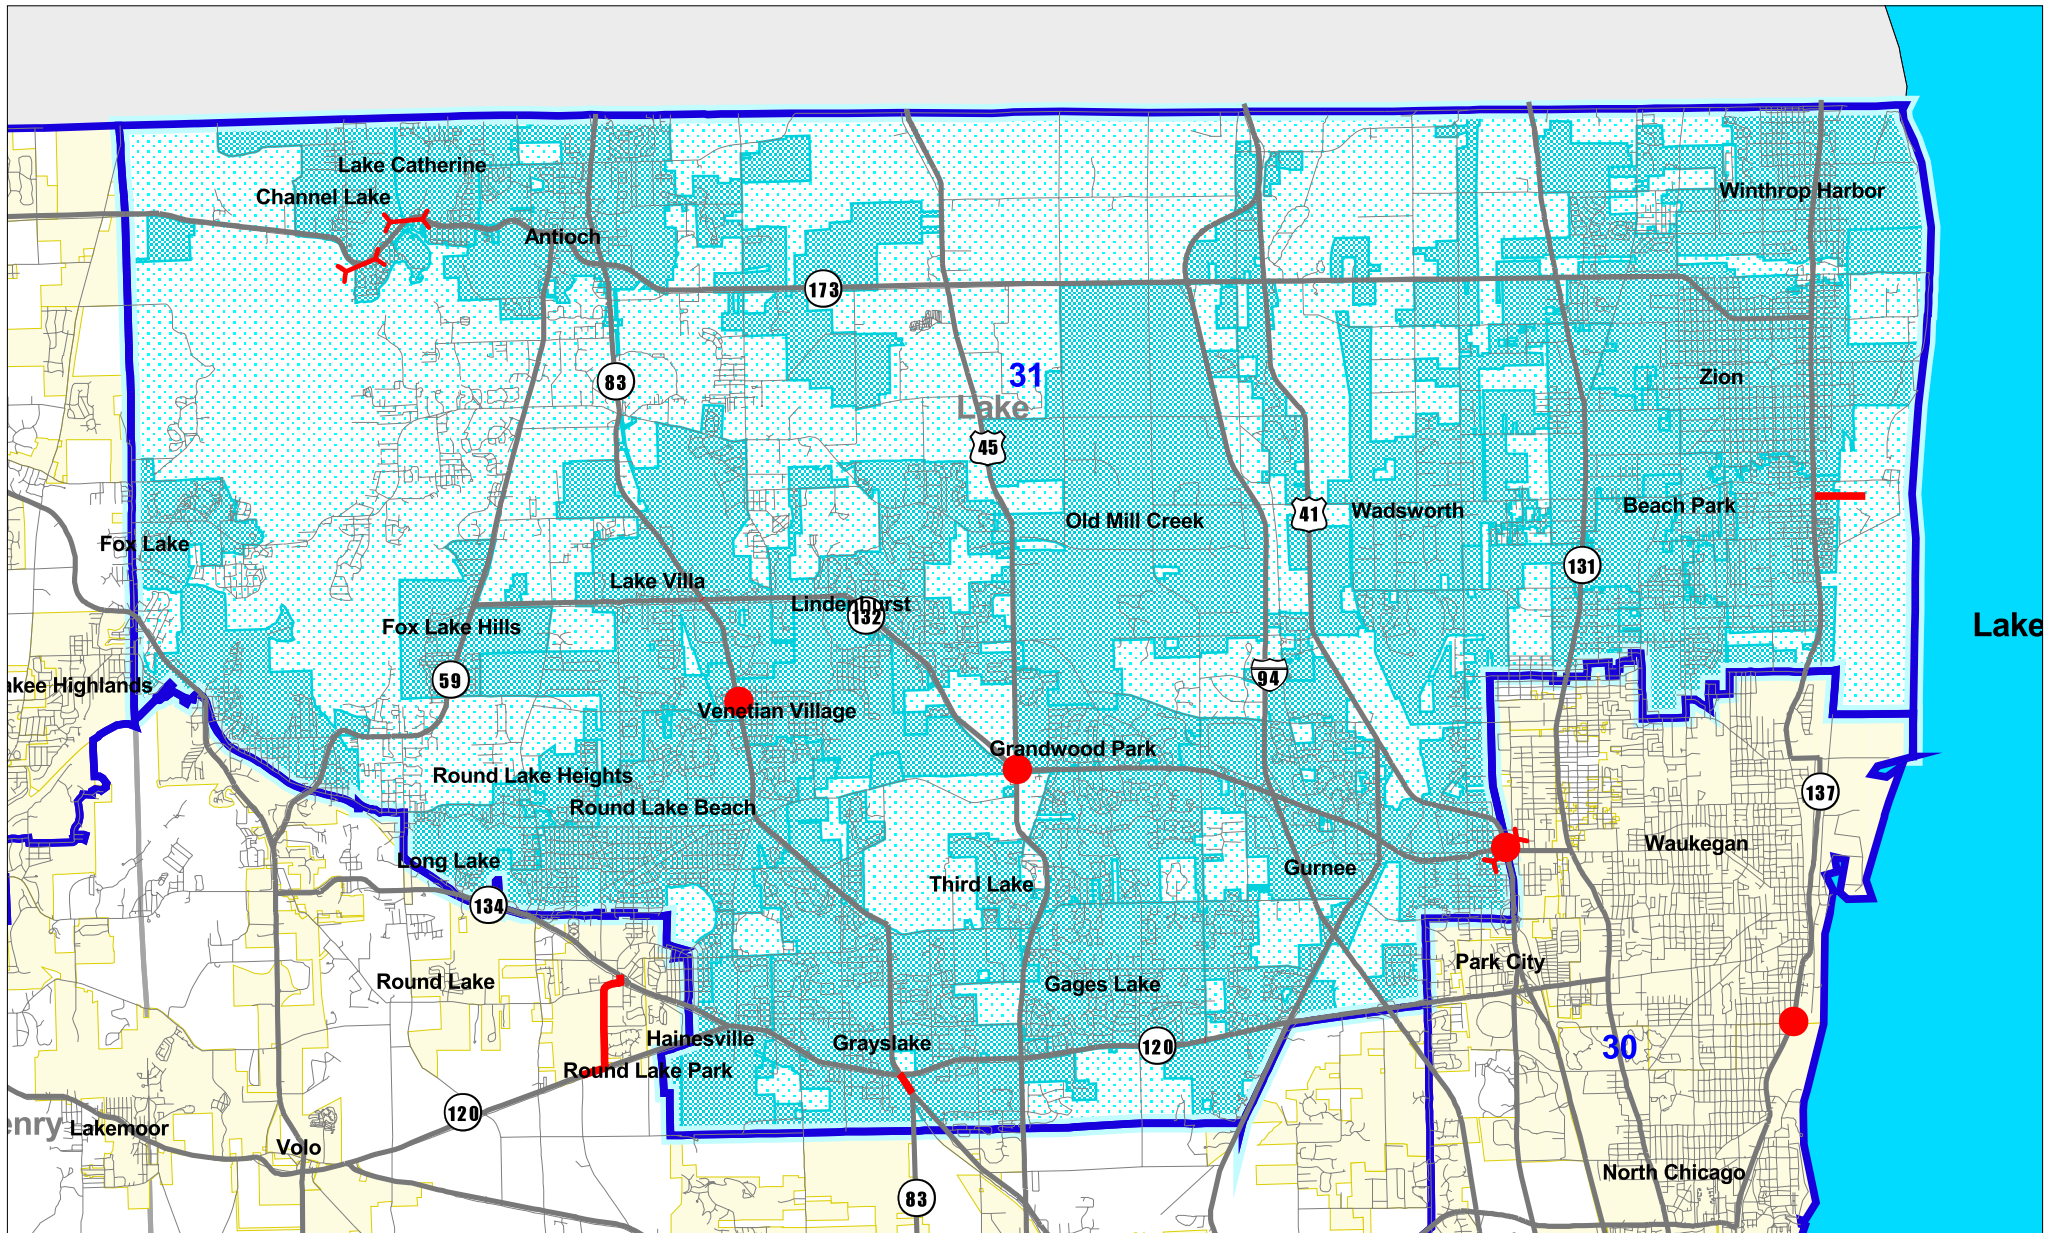 Lake Catherine
Winthrop Harbor
Channel Lake
Antioch
173
31
Zion
83
Lake
45
Beach Park
Wadsworth
41
Old Mill Creek
Fox Lake
131
Lake Villa
Lindenhurst
132
Fox Lake Hills
Lake
59
94
akee Highlands
Venetian Village
Grandwood Park
Round Lake Heights
137
Round Lake Beach
Waukegan
Long Lake
Gurnee
Third Lake
134
Park City
Round Lake
Gages Lake
Hainesville
Grayslake
120
30
Round Lake Park
120
enry
Lakemoor
Volo
North Chicago
83